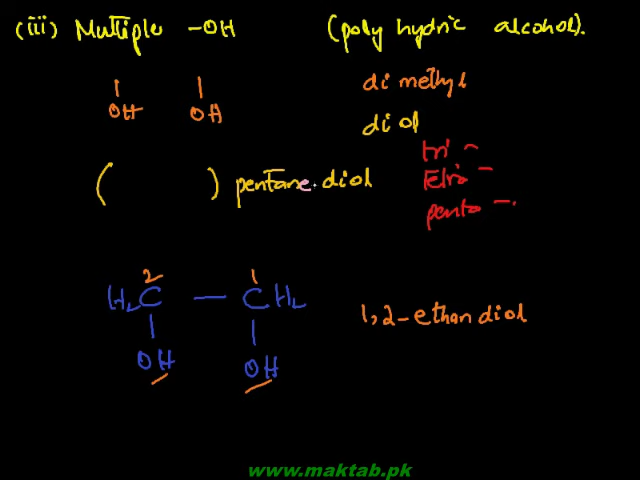 (iii) Multiple -OH (poly hydric alcohol).
OH OH di methyl
diol
tri ~
( ) pentane.diol tetra –
penta –.
2 1
H₂C — CH₂ 1,2-ethandiol
OH OH
www.maktab.pk